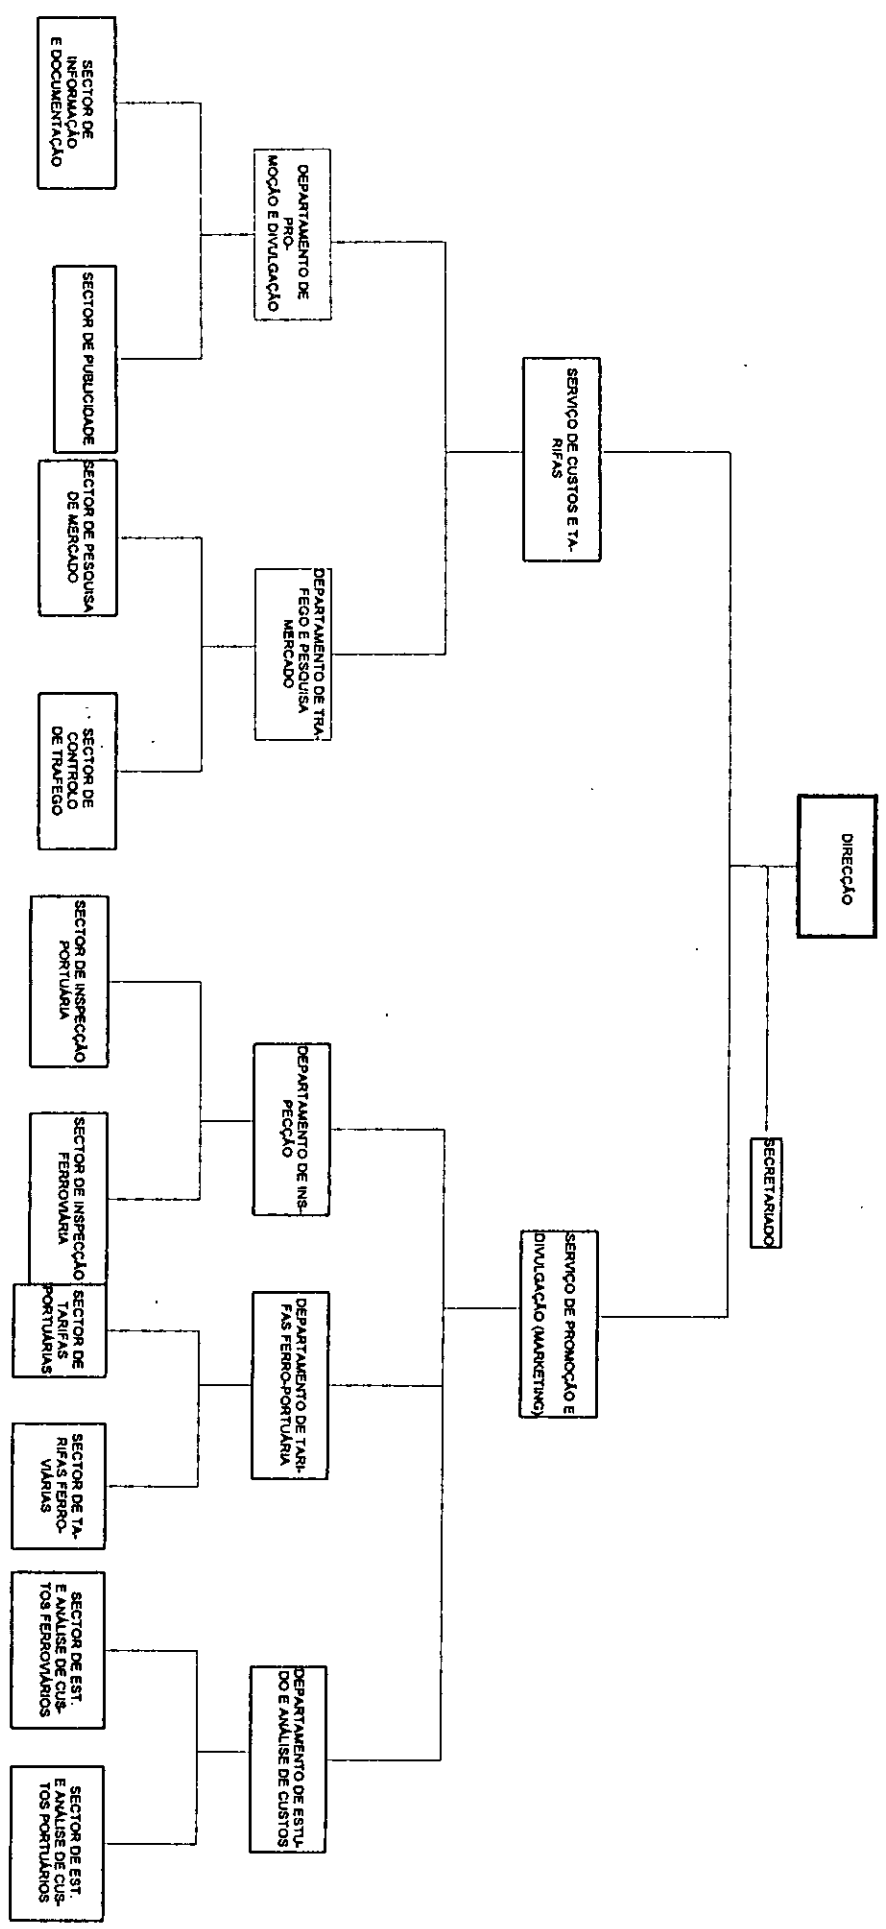 DIRECÇÃO
SECRETARIADO
SERVIÇO DE CUSTOS E TA-
RIFAS
SERVIÇO DE PROMOÇÃO E
DIVULGAÇÃO (MARKETING)
DEPARTAMENTO DE
PRO-
MOÇÃO E DIVULGAÇÃO
DEPARTAMENTO DE TRA-
FEGO E PESQUISA
MERCADO
DEPARTAMENTO DE INS-
PECÇÃO
DEPARTAMENTO DE TARI-
FAS FERRO-PORTUÁRIA
DEPARTAMENTO DE ESTU-
DO E ANÁLISE DE CUSTOS
SECTOR DE
INFORMAÇÃO
E DOCUMENTAÇÃO
SECTOR DE PUBLICIDADE
SECTOR DE PESQUISA
DE MERCADO
SECTOR DE
CONTROLO
DE TRAFEGO
SECTOR DE INSPECÇÃO
PORTUÁRIA
SECTOR DE INSPECÇÃO
FERROVIÁRIA
SECTOR DE
TARIFAS
PORTUÁRIAS
SECTOR DE TA-
RIFAS FERRO-
VIÁRIAS
SECTOR DE EST.
E ANÁLISE DE CUS-
TOS FERROVIÁRIOS
SECTOR DE EST.
E ANÁLISE DE CUS-
TOS PORTUÁRIOS